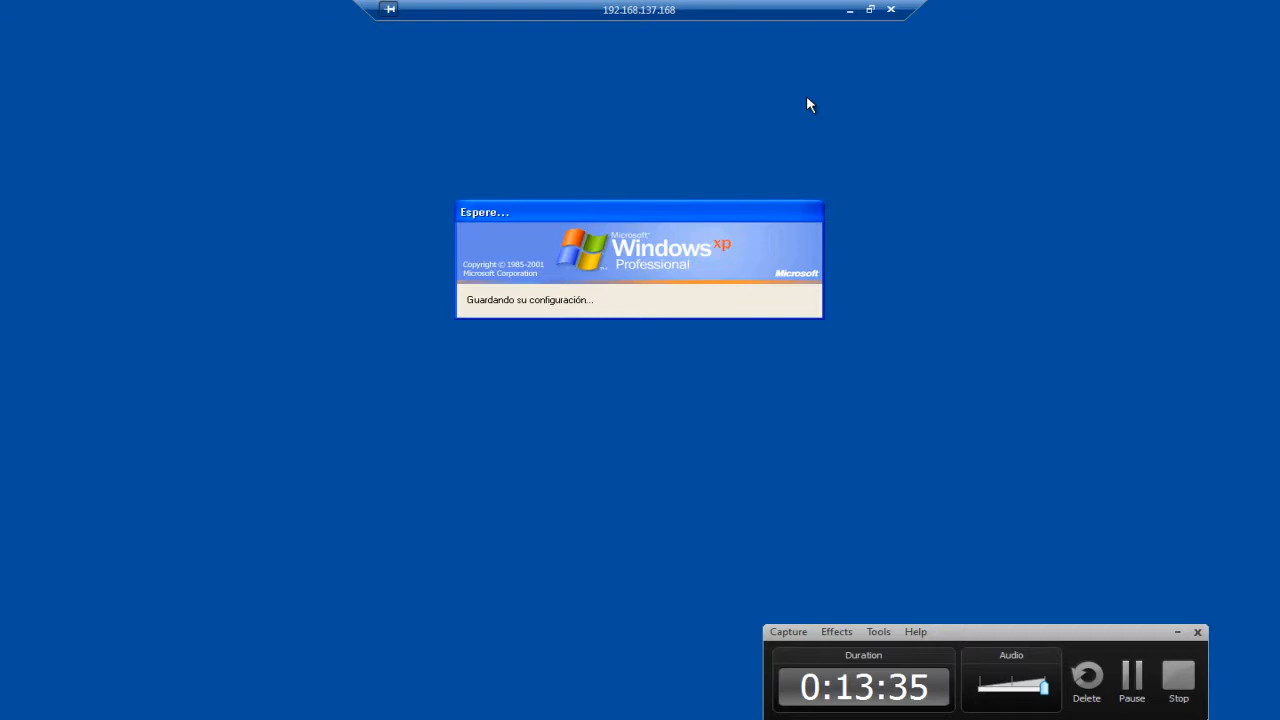 192.168.137.168
Espere...
Microsoft®
Windows xp
Professional
Copyright © 1985-2001
Microsoft Corporation
Microsoft
Guardando su configuración...
Capture Effects Tools Help
Duration
Audio
0:13:35
Delete
Pause
Stop